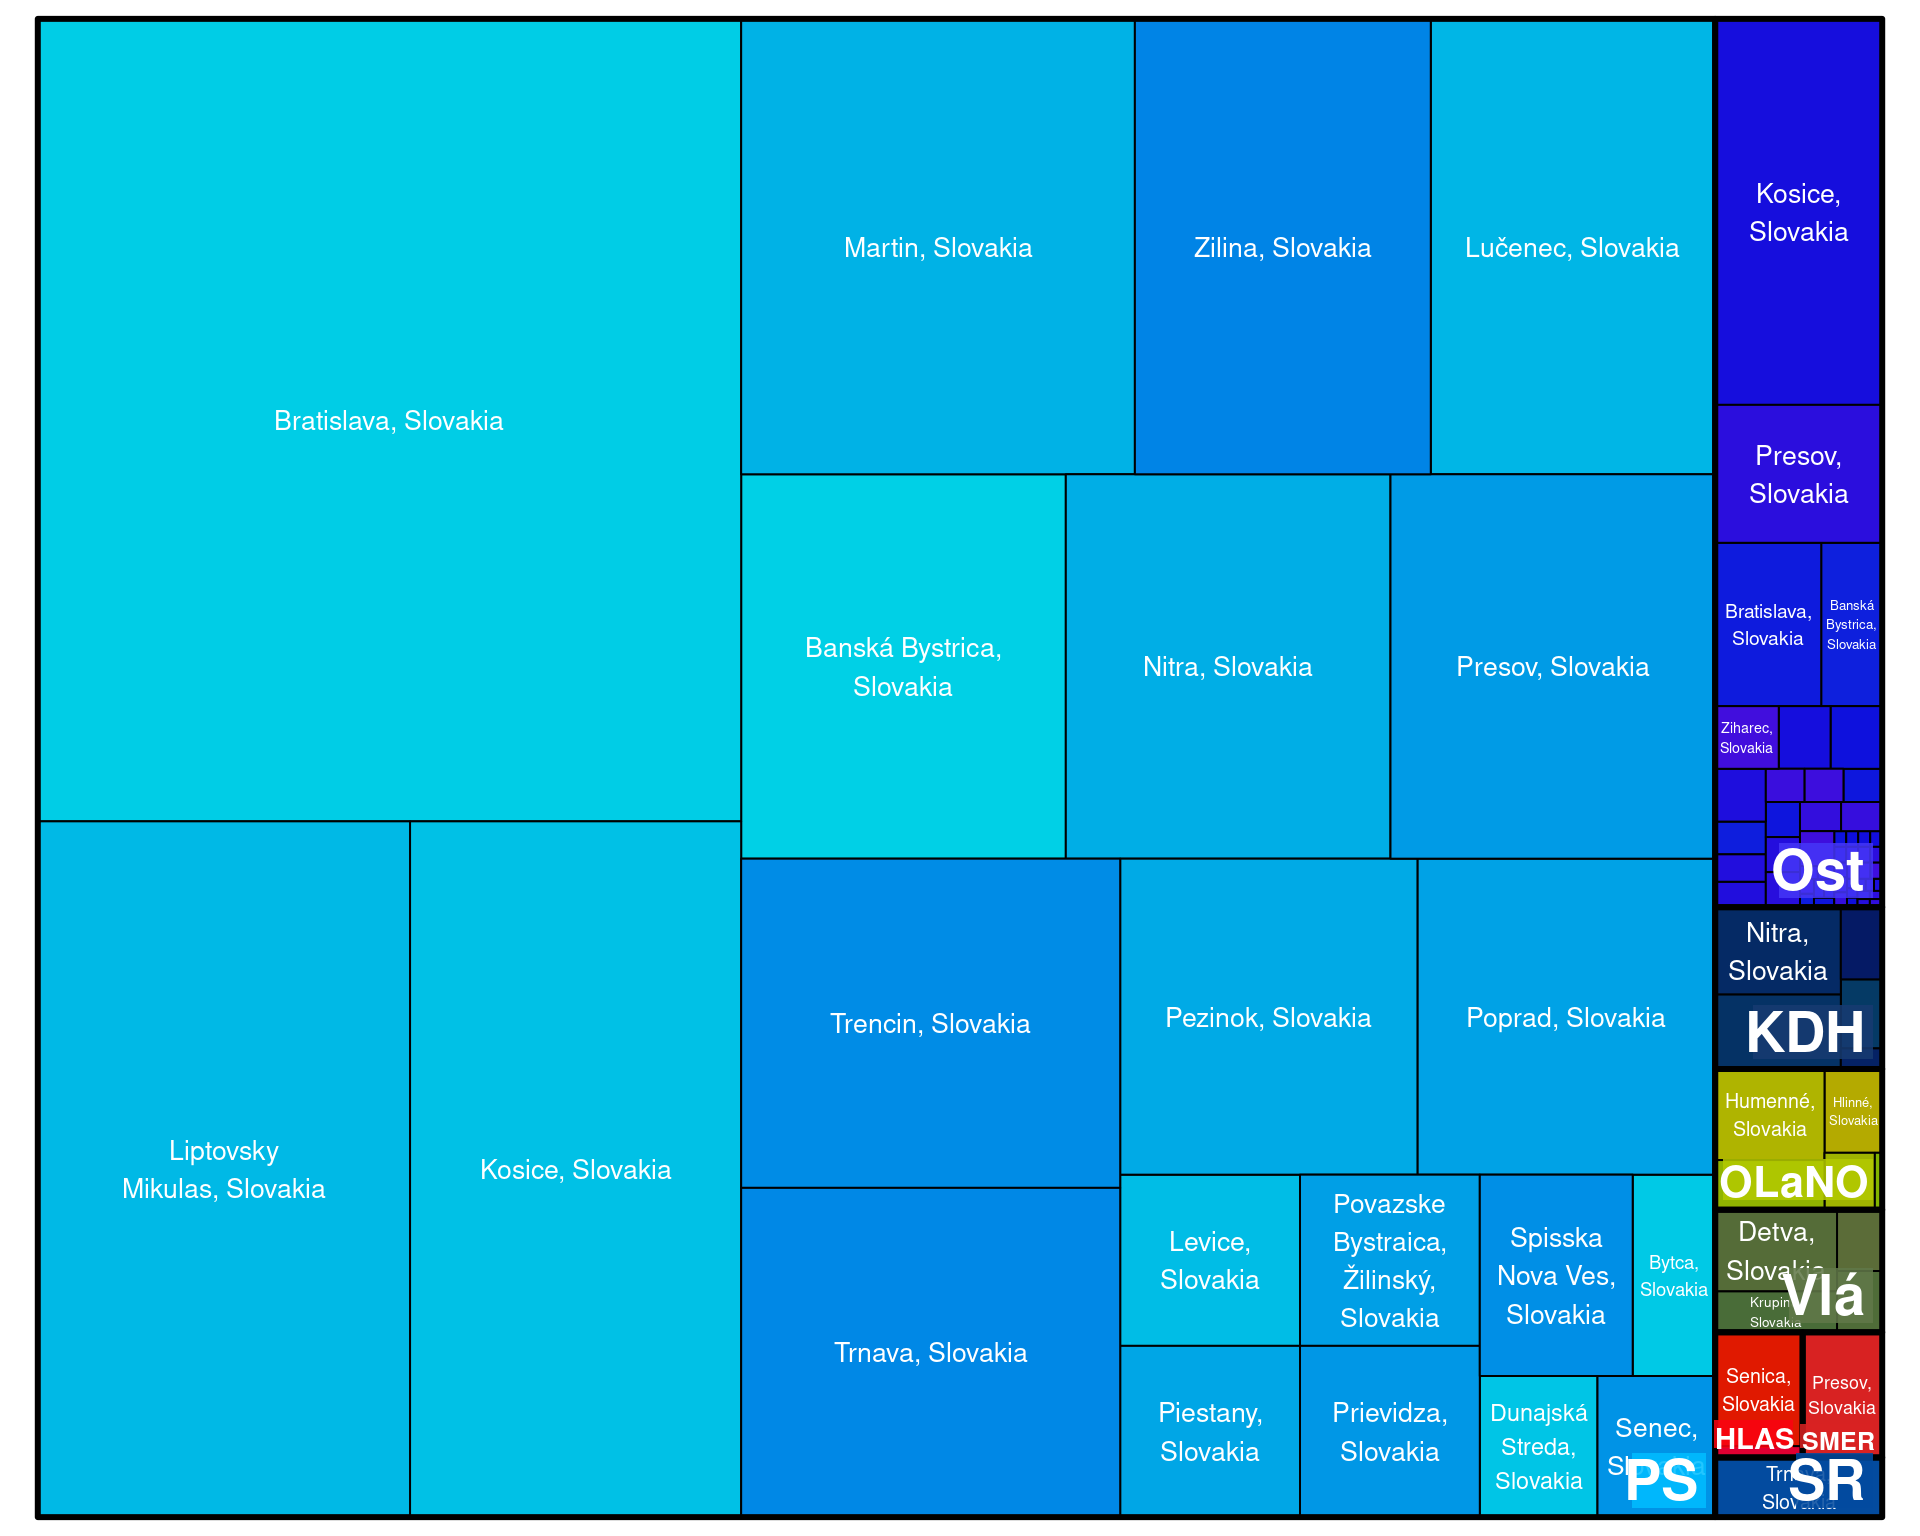 Bratislava, Slovakia
Martin, Slovakia
Zilina, Slovakia
Lučenec, Slovakia
Banská Bystrica,
Slovakia
Nitra, Slovakia
Presov, Slovakia
Liptovsky
Mikulas, Slovakia
Kosice, Slovakia
Trencin, Slovakia
Pezinok, Slovakia
Poprad, Slovakia
Trnava, Slovakia
Levice,
Slovakia
Povazske
Bystraica,
Žilinský,
Slovakia
Spisska
Nova Ves,
Slovakia
Bytca,
Slovakia
Piestany,
Slovakia
Prievidza,
Slovakia
Dunajská
Streda,
Slovakia
Senec,
Slovakia
PS
Kosice,
Slovakia
Presov,
Slovakia
Bratislava,
Slovakia
Banská
Bystrica,
Slovakia
Ziharec,
Slovakia
Ost
Nitra,
Slovakia
KDH
Humenné,
Slovakia
Hlinné,
Slovakia
OLaNO
Detva,
Slovakia
Slovakia
Vlá
Senica,
Slovakia
HLAS
Presov,
Slovakia
SMER
Slovakia
SR